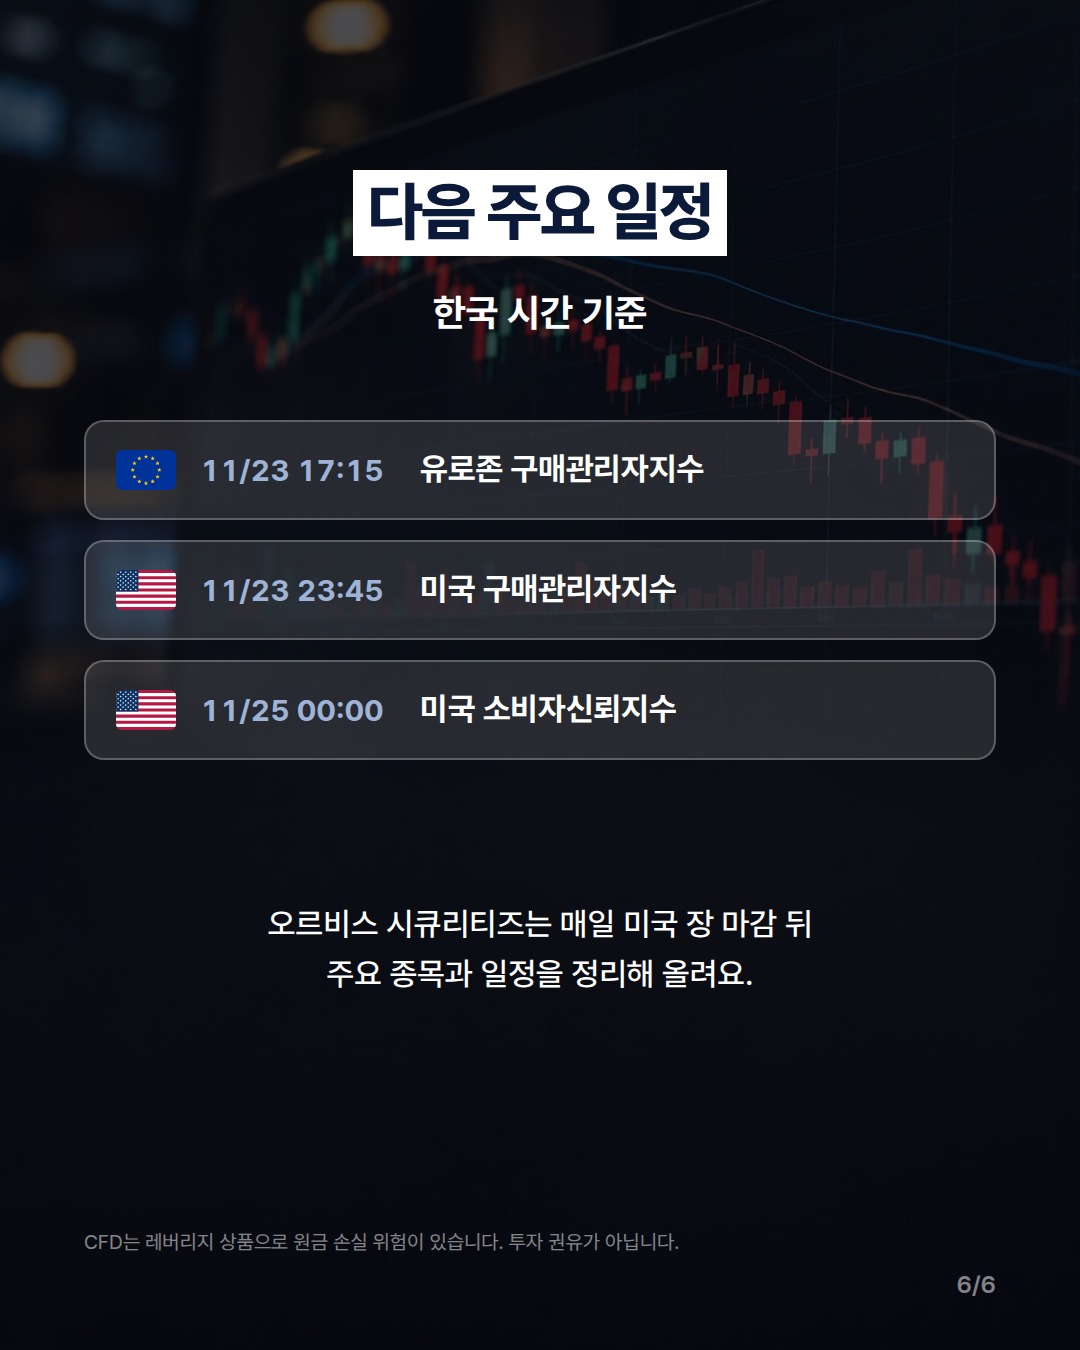 다음 주요 일정
한국 시간 기준
11/23 17:15 유로존 구매관리자지수
11/23 23:45 미국 구매관리자지수
11/25 00:00 미국 소비자신뢰지수
오르비스 시큐리티즈는 매일 미국 장 마감 뒤
주요 종목과 일정을 정리해 올려요.
CFD는 레버리지 상품으로 원금 손실 위험이 있습니다. 투자 권유가 아닙니다.
6/6